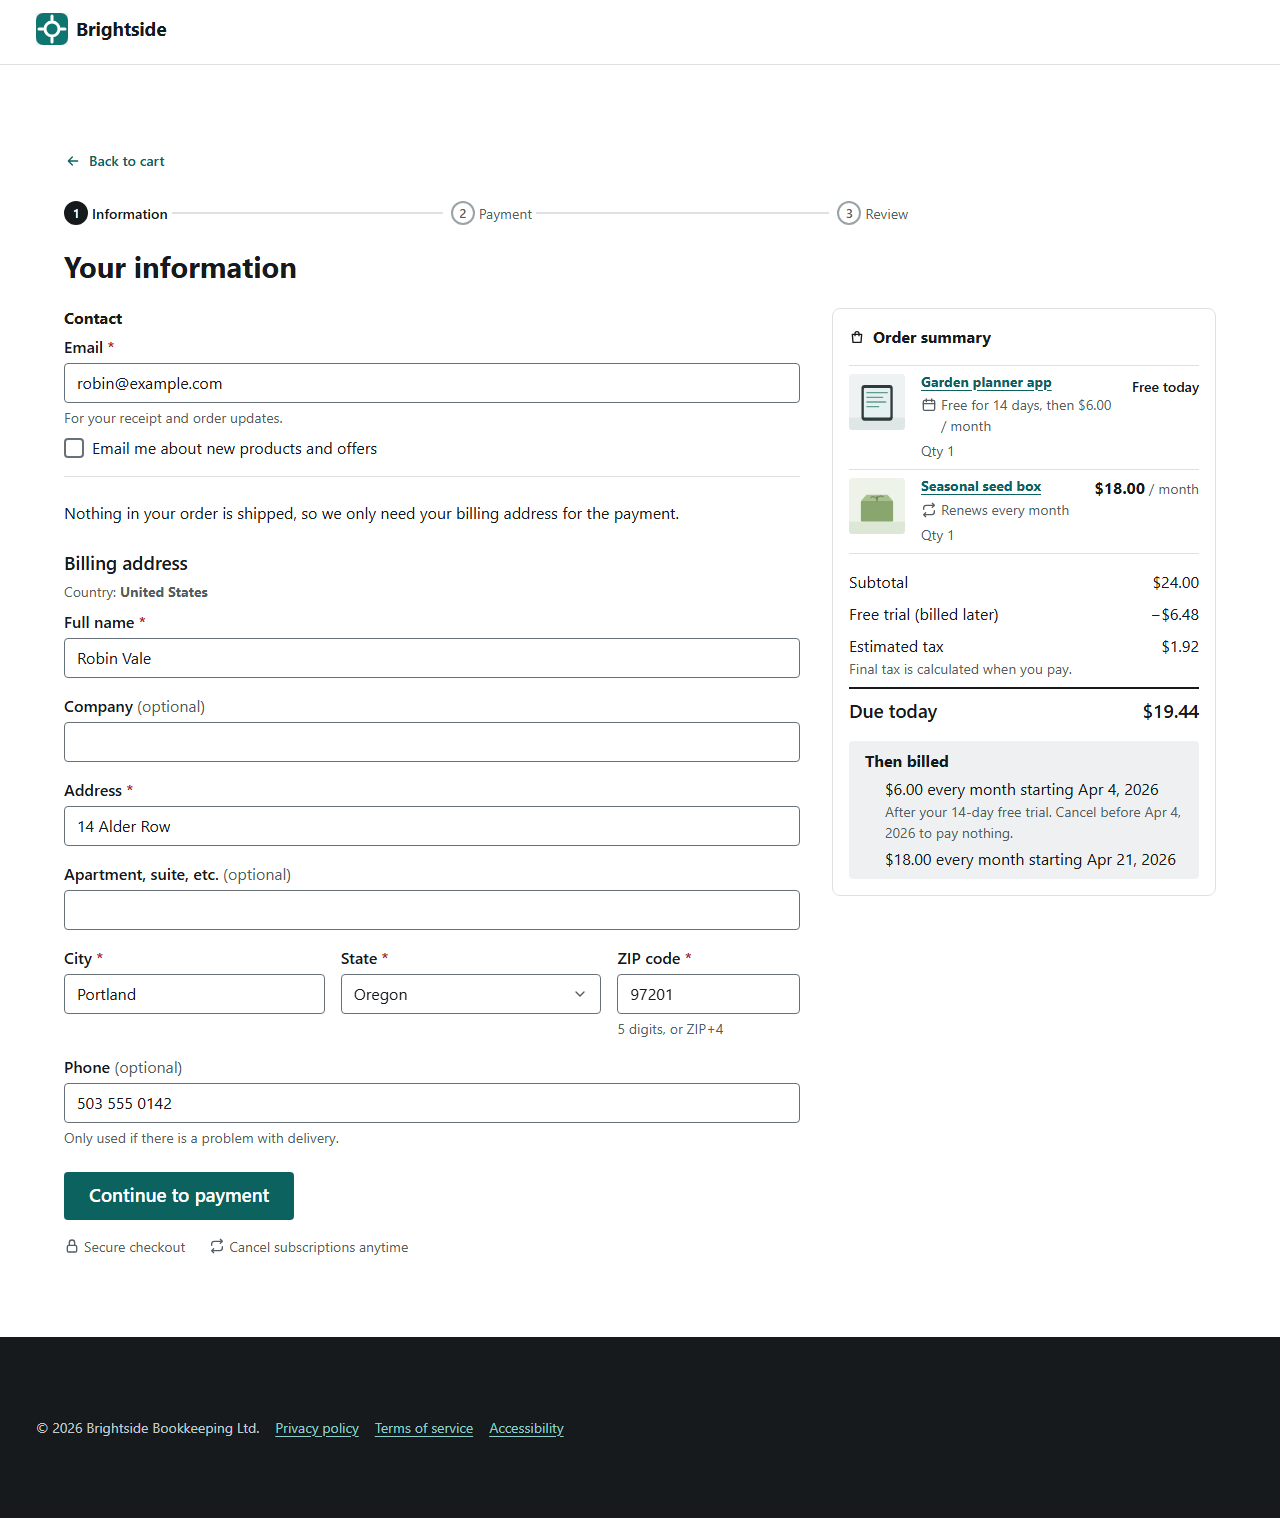 Brightside
Back to cart
1 Information
2 Payment
3 Review
Your information
Contact
Email *
robin@example.com
For your receipt and order updates.
Email me about new products and offers
Nothing in your order is shipped, so we only need your billing address for the payment.
Billing address
Country: United States
Full name *
Robin Vale
Company (optional)
Address *
14 Alder Row
Apartment, suite, etc. (optional)
City *
Portland
State *
Oregon
ZIP code *
97201
5 digits, or ZIP+4
Phone (optional)
503 555 0142
Only used if there is a problem with delivery.
Continue to payment
Secure checkout
Cancel subscriptions anytime
Order summary
Garden planner app
Free today
Free for 14 days, then $6.00
/ month
Qty 1
Seasonal seed box
$18.00 / month
Renews every month
Qty 1
Subtotal $24.00
Free trial (billed later) −$6.48
Estimated tax $1.92
Final tax is calculated when you pay.
Due today $19.44
Then billed
$6.00 every month starting Apr 4, 2026
After your 14-day free trial. Cancel before Apr 4,
2026 to pay nothing.
$18.00 every month starting Apr 21, 2026
© 2026 Brightside Bookkeeping Ltd. Privacy policy Terms of service Accessibility